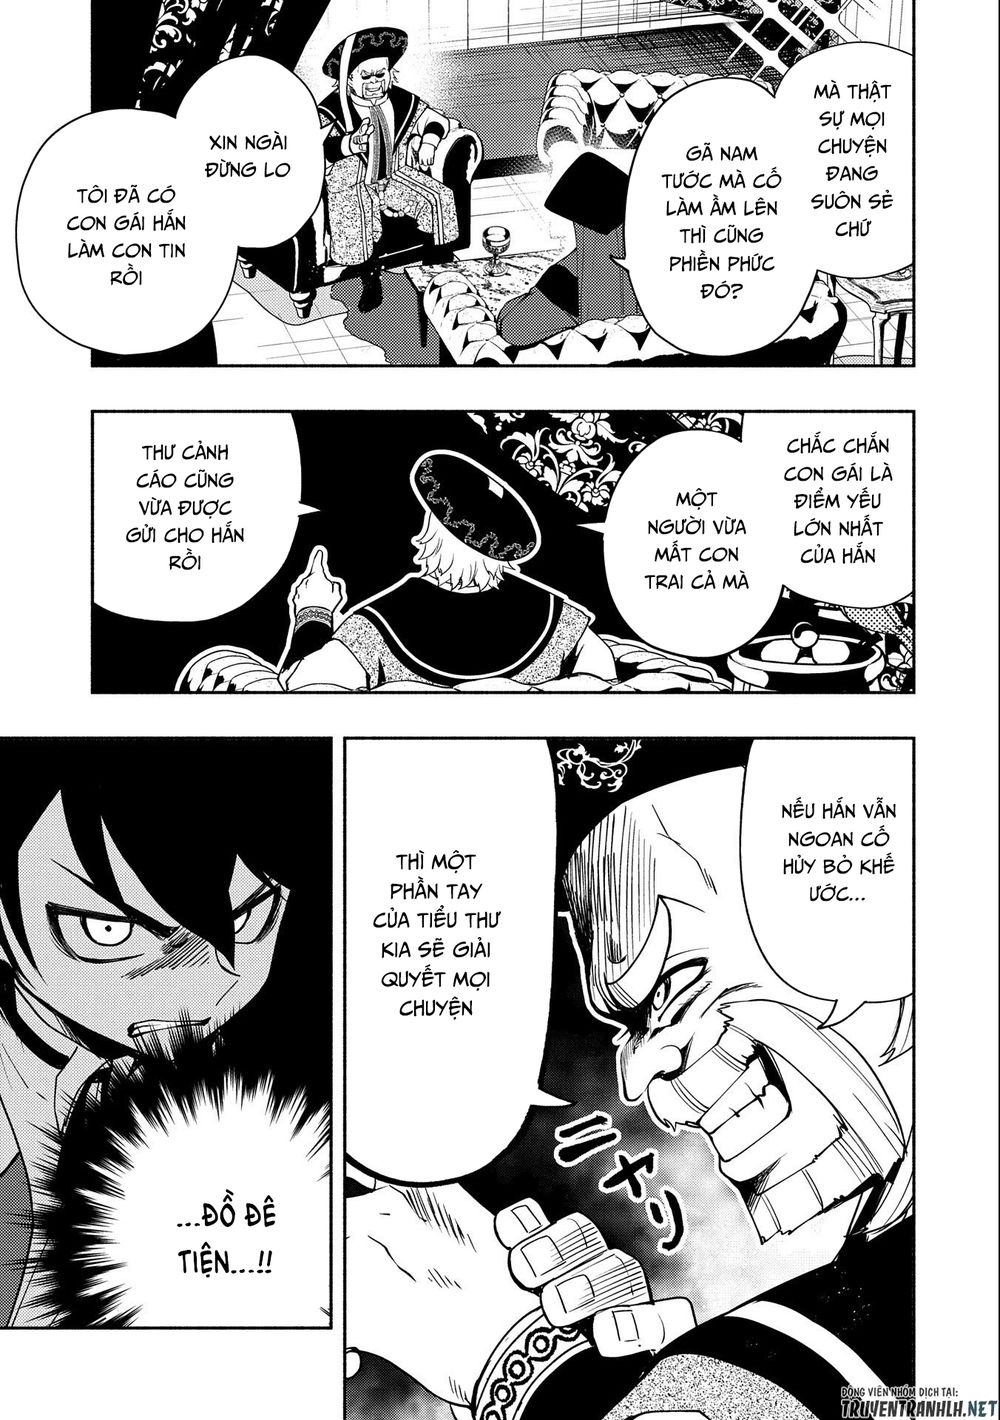 MÀ THẬT
SỰ MỌI
CHUYỆN
ĐANG
SUÔN SẺ
CHỨ
GÃ NAM
TƯỚC MÀ CỐ
LÀM ẦM LÊN
THÌ CŨNG
PHIỀN PHỨC
ĐÓ?
XIN NGÀI
ĐỪNG LO
TÔI ĐÃ CÓ
CON GÁI HẮN
LÀM CON TIN
RỒI
CHẮC CHẮN
CON GÁI LÀ
ĐIỂM YẾU
LỚN NHẤT
CỦA HẮN
MỘT
NGƯỜI VỪA
MẤT CON
TRAI CẢ MÀ
THƯ CẢNH
CÁO CŨNG
VỪA ĐƯỢC
GỬI CHO HẮN
RỒI
NẾU HẮN VẪN
NGOAN CỐ
HỦY BỎ KHẾ
ƯỚC...
THÌ MỘT
PHẦN TAY
CỦA TIỂU THƯ
KIA SẼ GIẢI
QUYẾT MỌI
CHUYỆN
ニヤリ
...ĐỒ ĐÊ
TIỆN...!!
ĐỘNG VIÊN NHÓM DỊCH TẠI:
TRUYENTRANHLH.NET